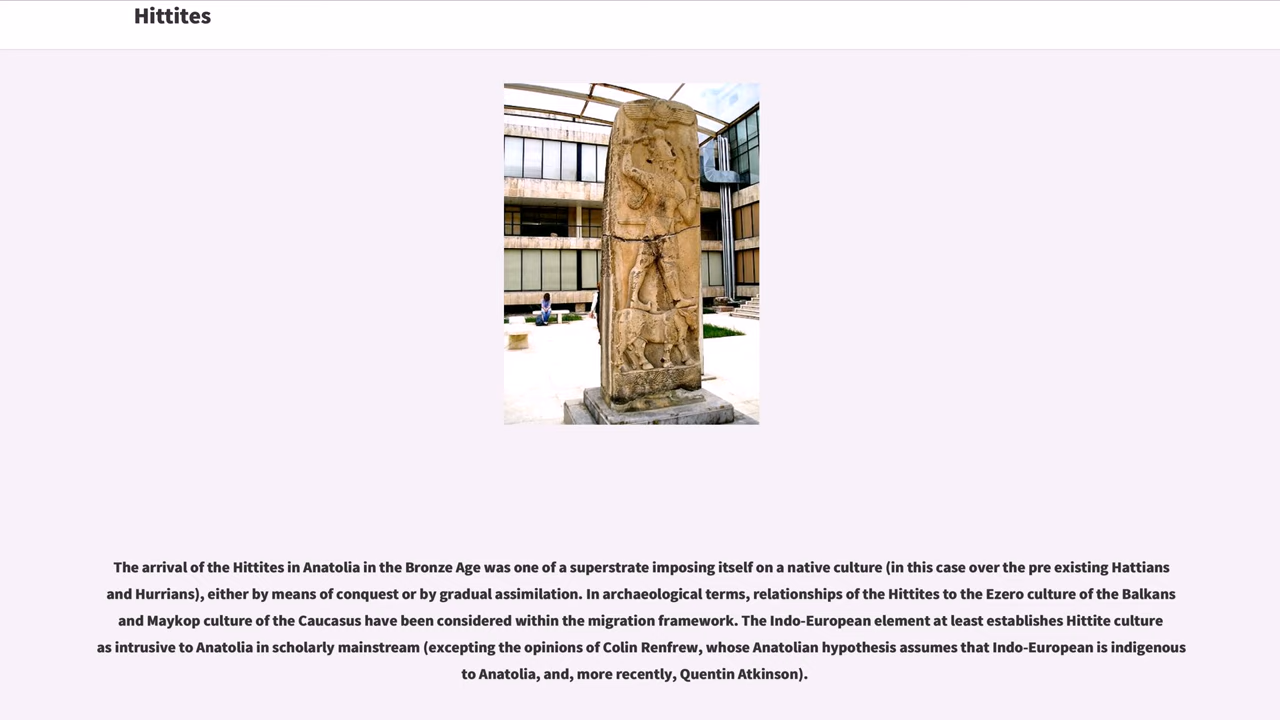 Hittites
The arrival of the Hittites in Anatolia in the Bronze Age was one of a superstrate imposing itself on a native culture (in this case over the pre existing Hattians
and Hurrians), either by means of conquest or by gradual assimilation. In archaeological terms, relationships of the Hittites to the Ezero culture of the Balkans
and Maykop culture of the Caucasus have been considered within the migration framework. The Indo-European element at least establishes Hittite culture
as intrusive to Anatolia in scholarly mainstream (excepting the opinions of Colin Renfrew, whose Anatolian hypothesis assumes that Indo-European is indigenous
to Anatolia, and, more recently, Quentin Atkinson).